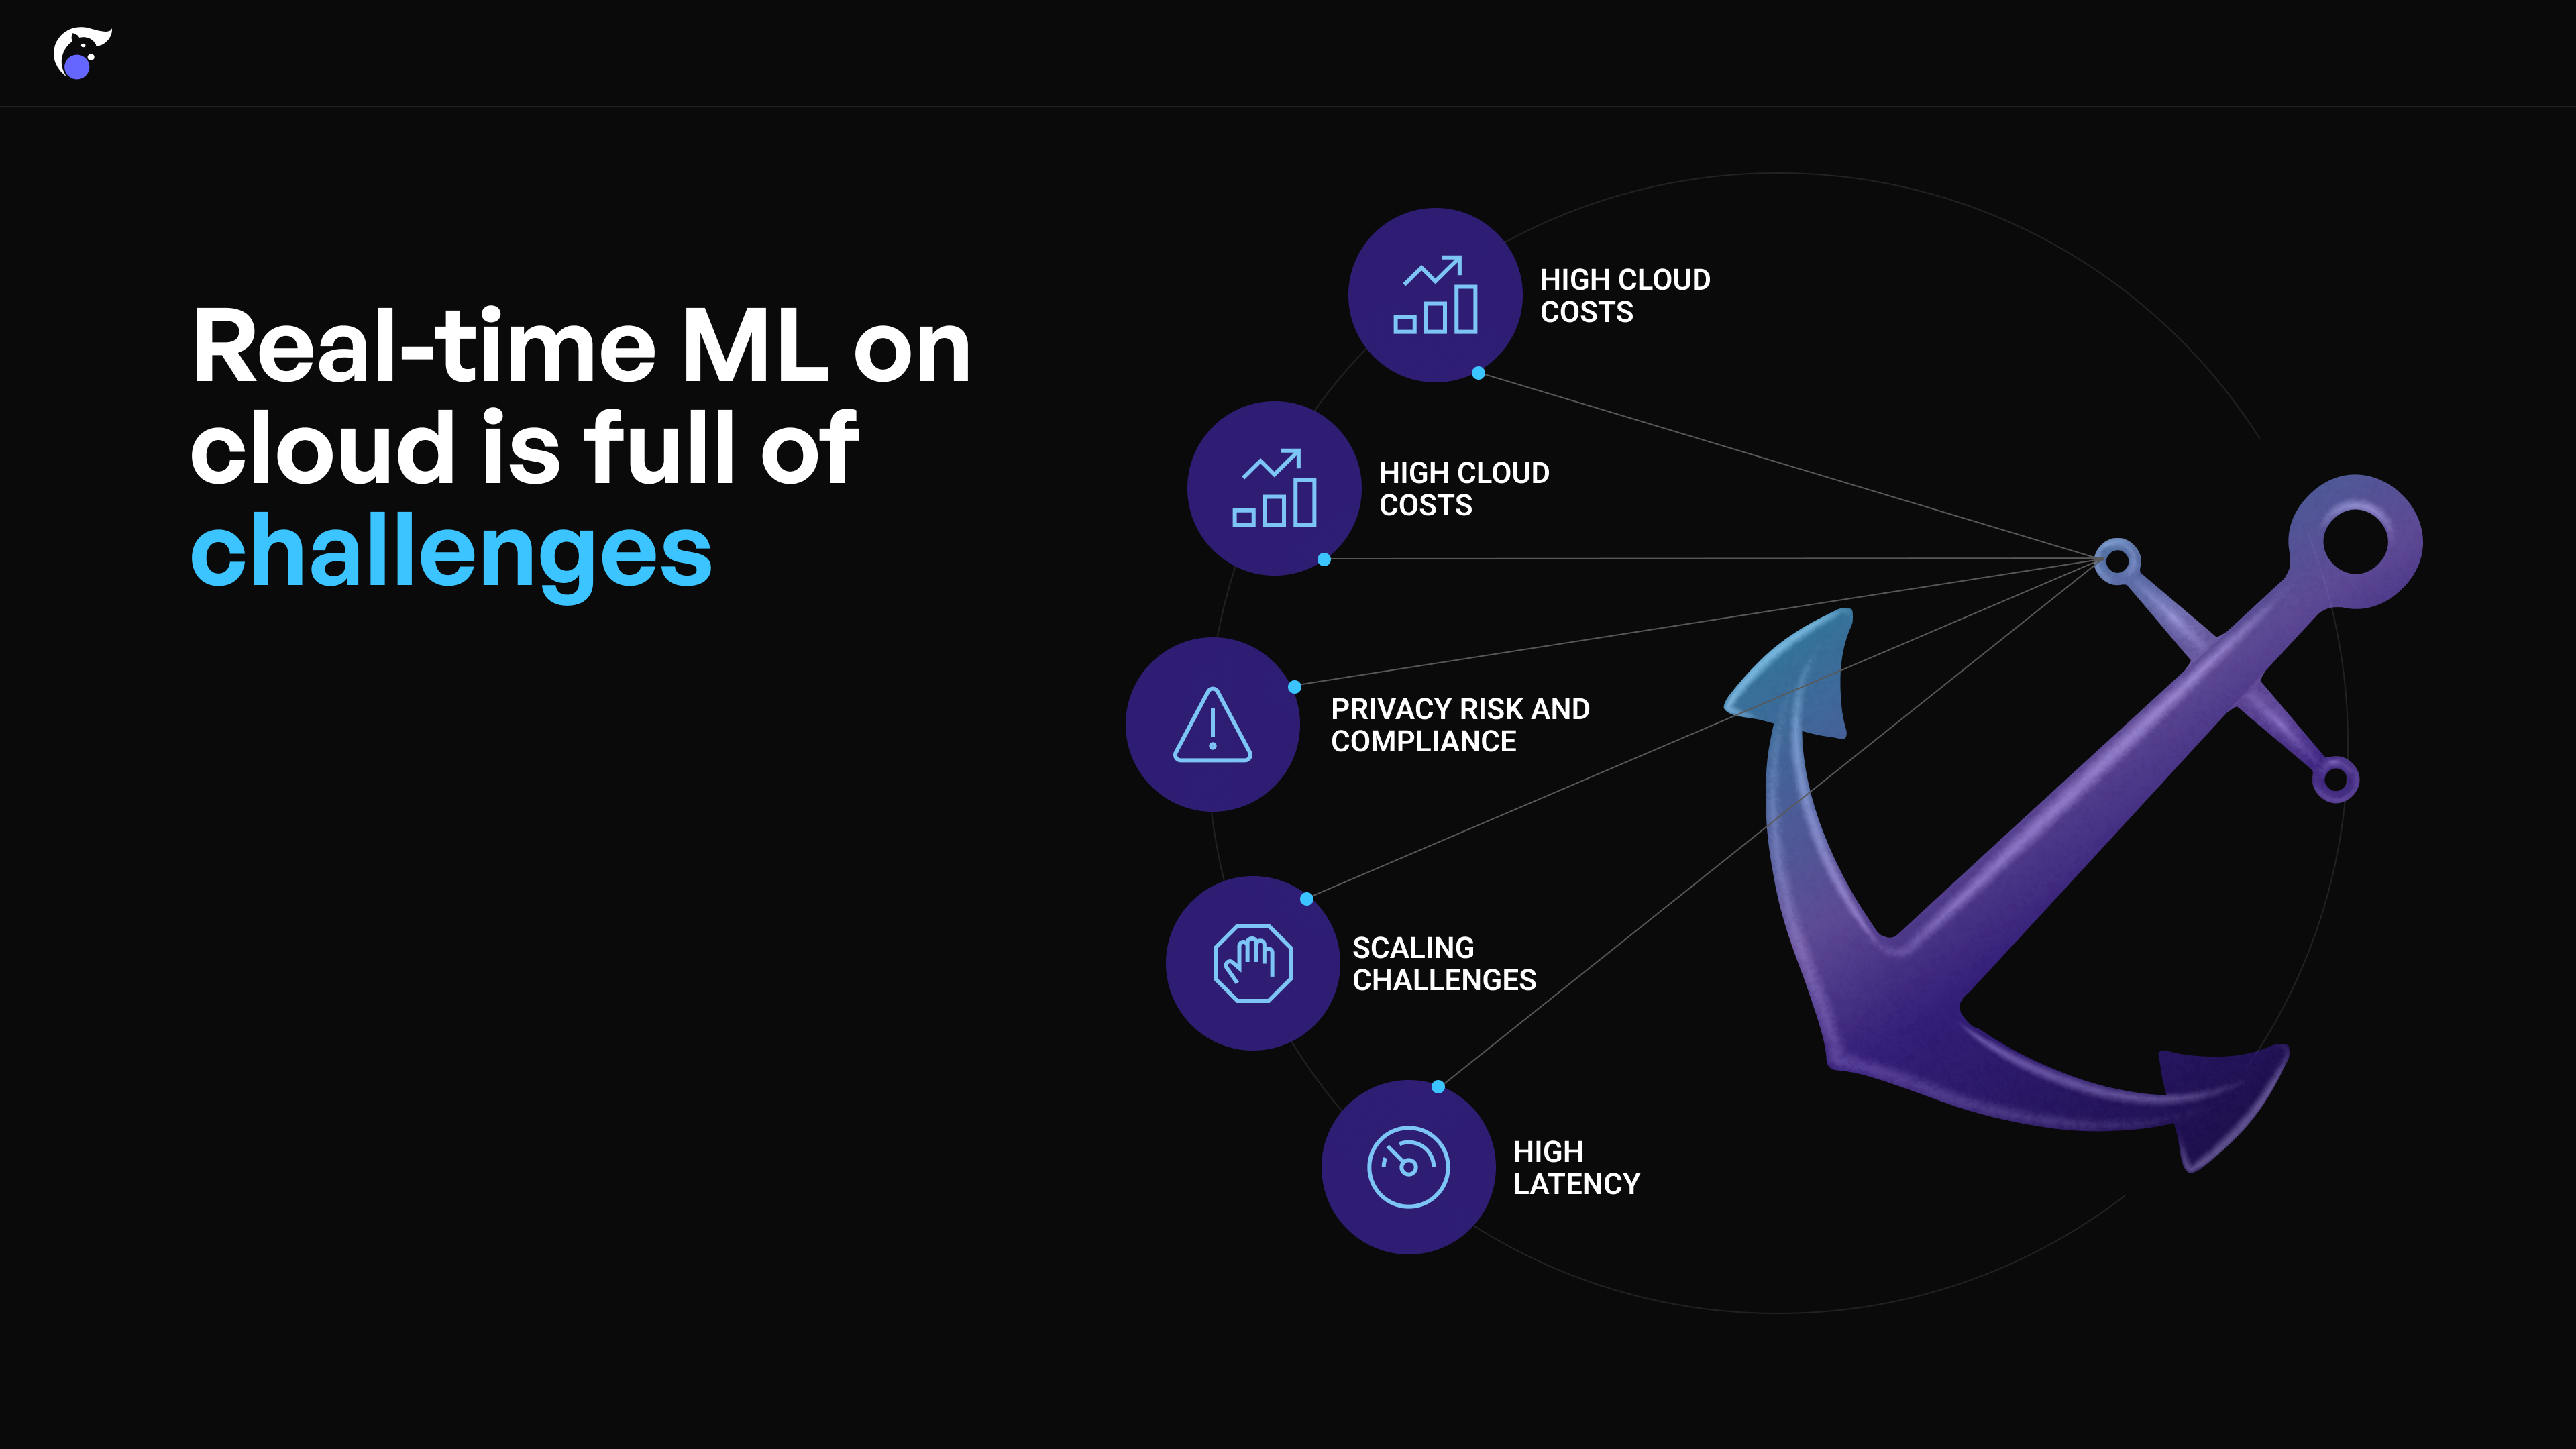 Real-time ML on
cloud is full of
challenges
HIGH CLOUD
COSTS
HIGH CLOUD
COSTS
PRIVACY RISK AND
COMPLIANCE
SCALING
CHALLENGES
HIGH
LATENCY